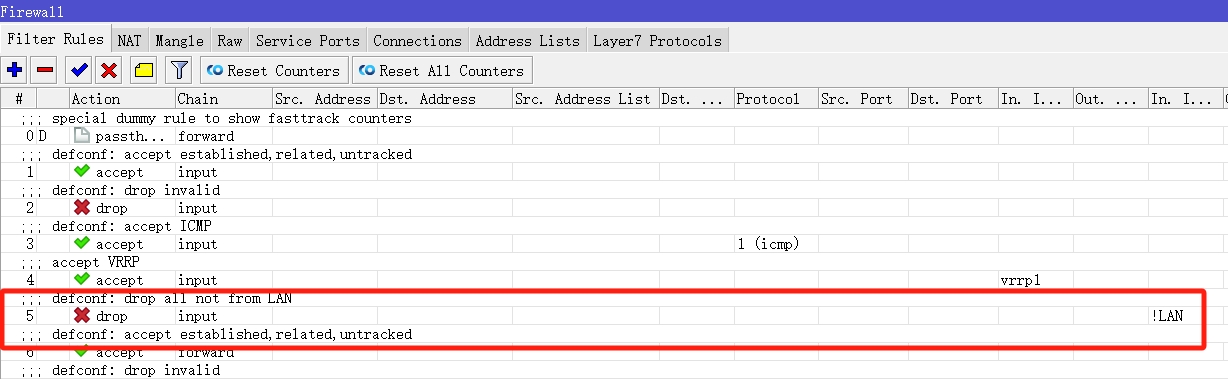 Firewall
Filter Rules NAT Mangle Raw Service Ports Connections Address Lists Layer7 Protocols
Reset Counters Reset All Counters
# Action Chain Src. Address Dst. Address Src. Address List Dst. ... Protocol Src. Port Dst. Port In. I... Out. ... In. I...
;;; special dummy rule to show fasttrack counters
0 D passth... forward
;;; defconf: accept established,related,untracked
1 accept input
;;; defconf: drop invalid
2 drop input
;;; defconf: accept ICMP
3 accept input 1 (icmp)
;;; accept VRRP
4 accept input vrrp1
;;; defconf: drop all not from LAN
5 drop input !LAN
;;; defconf: accept established,related,untracked
6 accept forward
;;; defconf: drop invalid